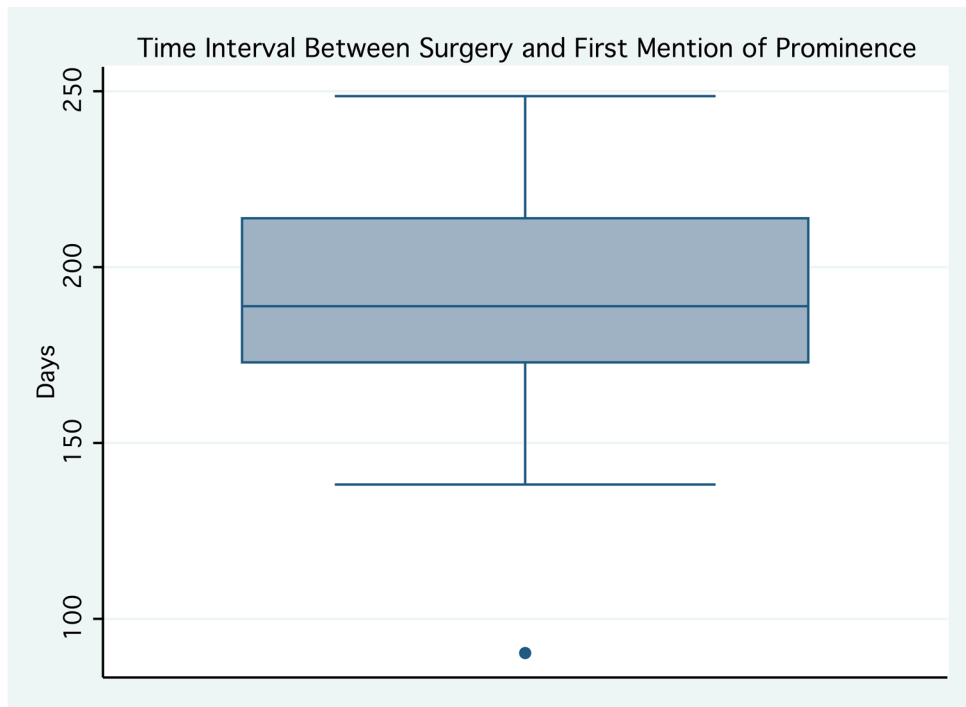 Time Interval Between Surgery and First Mention of Prominence
250
200
150
100
Days